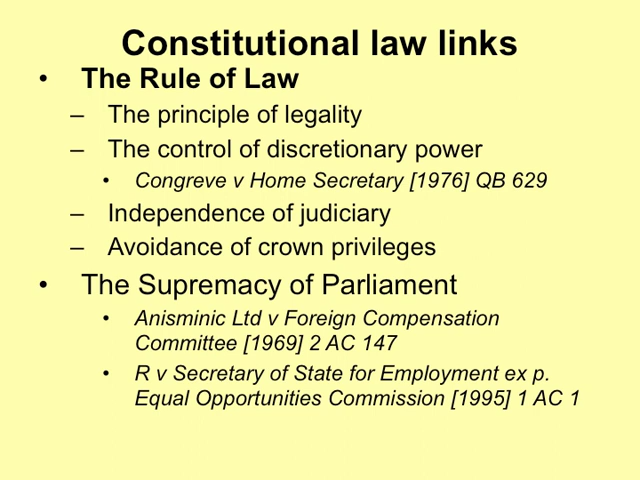 Constitutional law links
• The Rule of Law
– The principle of legality
– The control of discretionary power
• Congreve v Home Secretary [1976] QB 629
– Independence of judiciary
– Avoidance of crown privileges
• The Supremacy of Parliament
• Anisminic Ltd v Foreign Compensation
Committee [1969] 2 AC 147
• R v Secretary of State for Employment ex p.
Equal Opportunities Commission [1995] 1 AC 1